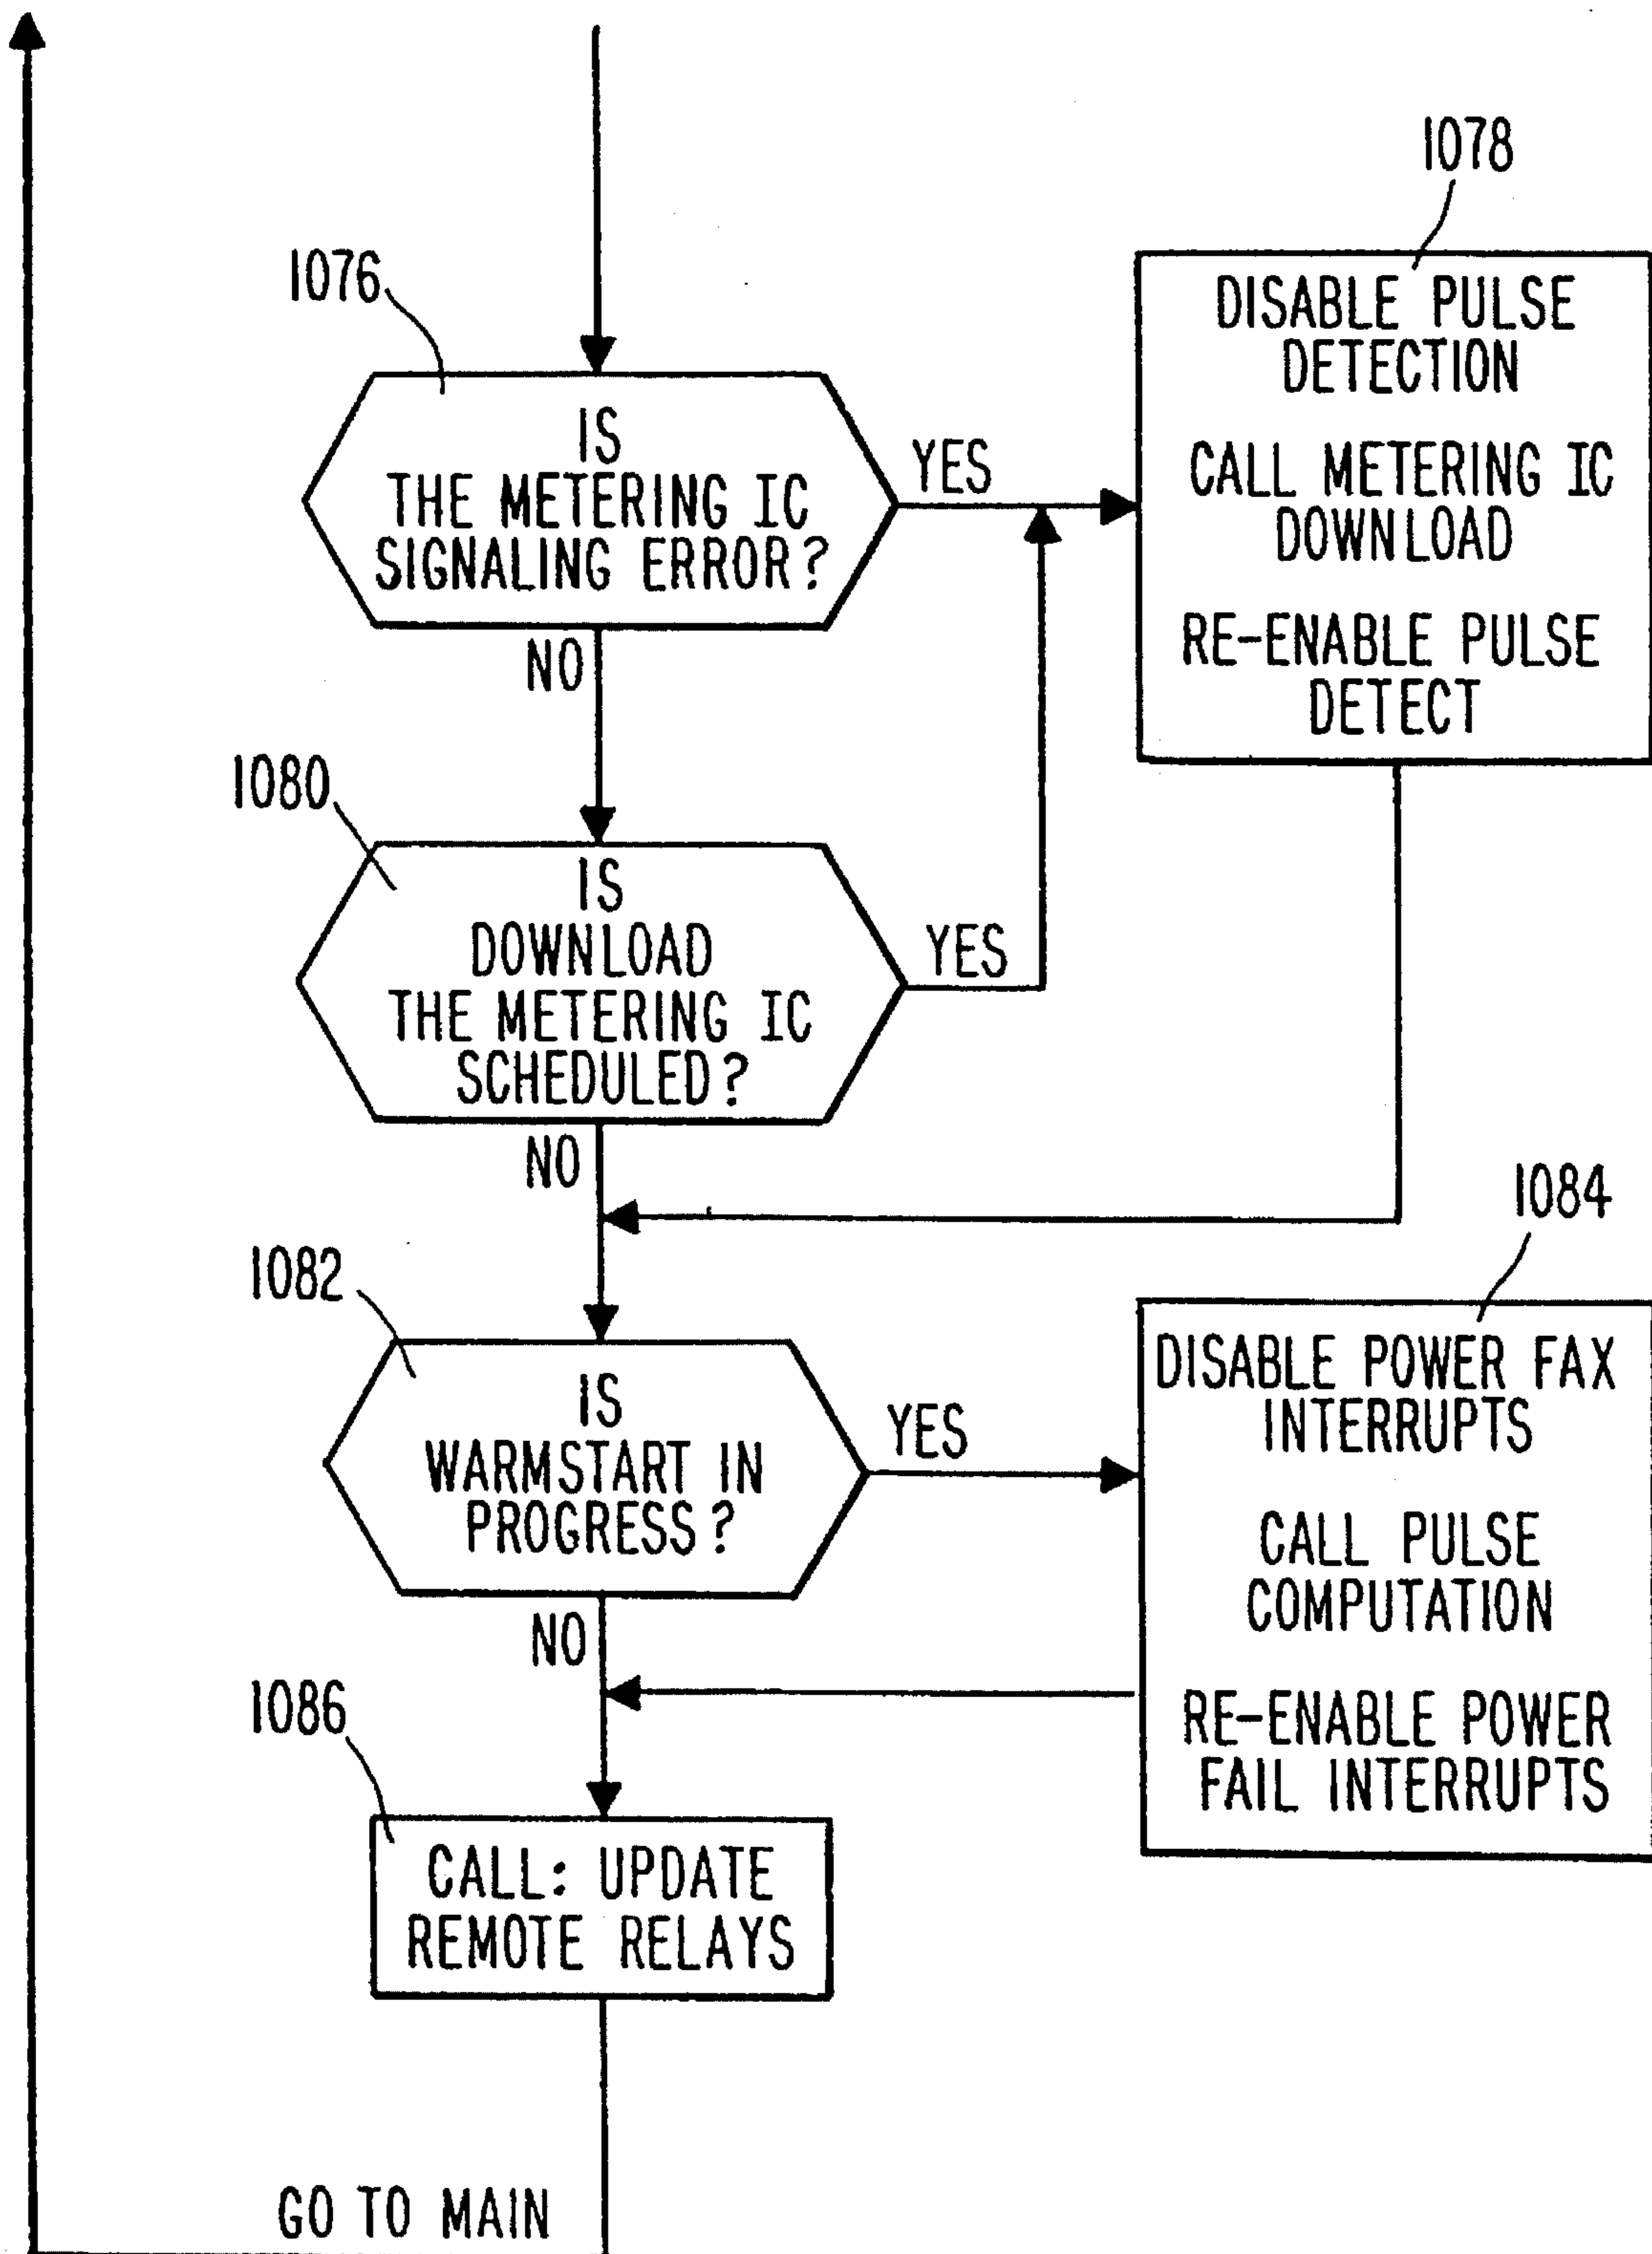 1076
IS
THE METERING IC
SIGNALING ERROR?
YES
NO
1078
DISABLE PULSE
DETECTION
CALL METERING IC
DOWNLOAD
RE-ENABLE PULSE
DETECT
1080
IS
DOWNLOAD
THE METERING IC
SCHEDULED?
YES
NO
1082
IS
WARMSTART IN
PROGRESS?
YES
NO
1084
DISABLE POWER FAX
INTERRUPTS
CALL PULSE
COMPUTATION
RE-ENABLE POWER
FAIL INTERRUPTS
1086
CALL: UPDATE
REMOTE RELAYS
GO TO MAIN